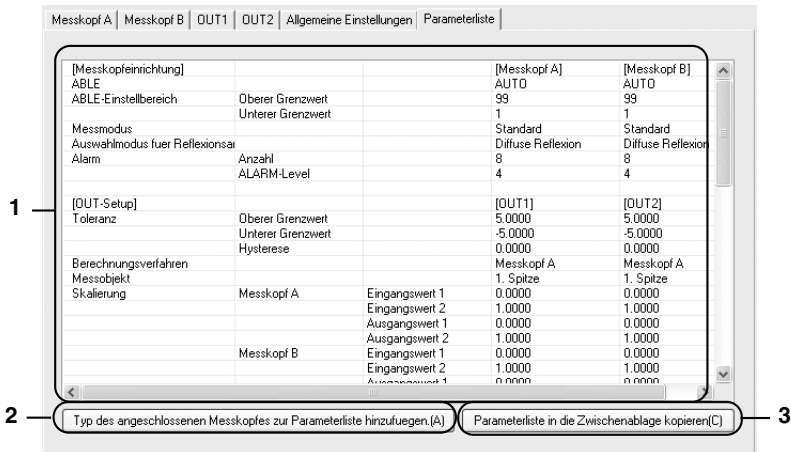 Messkopf A Messkopf B OUT1 OUT2 Allgemeine Einstellungen Parameterliste
[Messkopfeinrichtung] [Messkopf A] [Messkopf B]
ABLE AUTO AUTO
ABLE-Einstellbereich Oberer Grenzwert 99 99
Unterer Grenzwert 1 1
Messmodus Standard Standard
Auswahlmodus fuer Reflexionsar Diffuse Reflexion Diffuse Reflexion
Alarm Anzahl 8 8
ALARM-Level 4 4
1
[OUT-Setup] [OUT1] [OUT2]
Toleranz Oberer Grenzwert 5.0000 5.0000
Unterer Grenzwert -5.0000 -5.0000
Hysterese 0.0000 0.0000
Berechnungsverfahren Messkopf A Messkopf A
Messobjekt 1. Spitze 1. Spitze
Skalierung Messkopf A Eingangswert 1 0.0000 0.0000
Eingangswert 2 1.0000 1.0000
Ausgangswert 1 0.0000 0.0000
Ausgangswert 2 1.0000 1.0000
Messkopf B Eingangswert 1 0.0000 0.0000
Eingangswert 2 1.0000 1.0000
Ausgangswert 1 0.0000 0.0000
2 Typ des angeschlossenen Messkopfes zur Parameterliste hinzufuegen.(A) Parameterliste in die Zwischenablage kopieren(C) 3